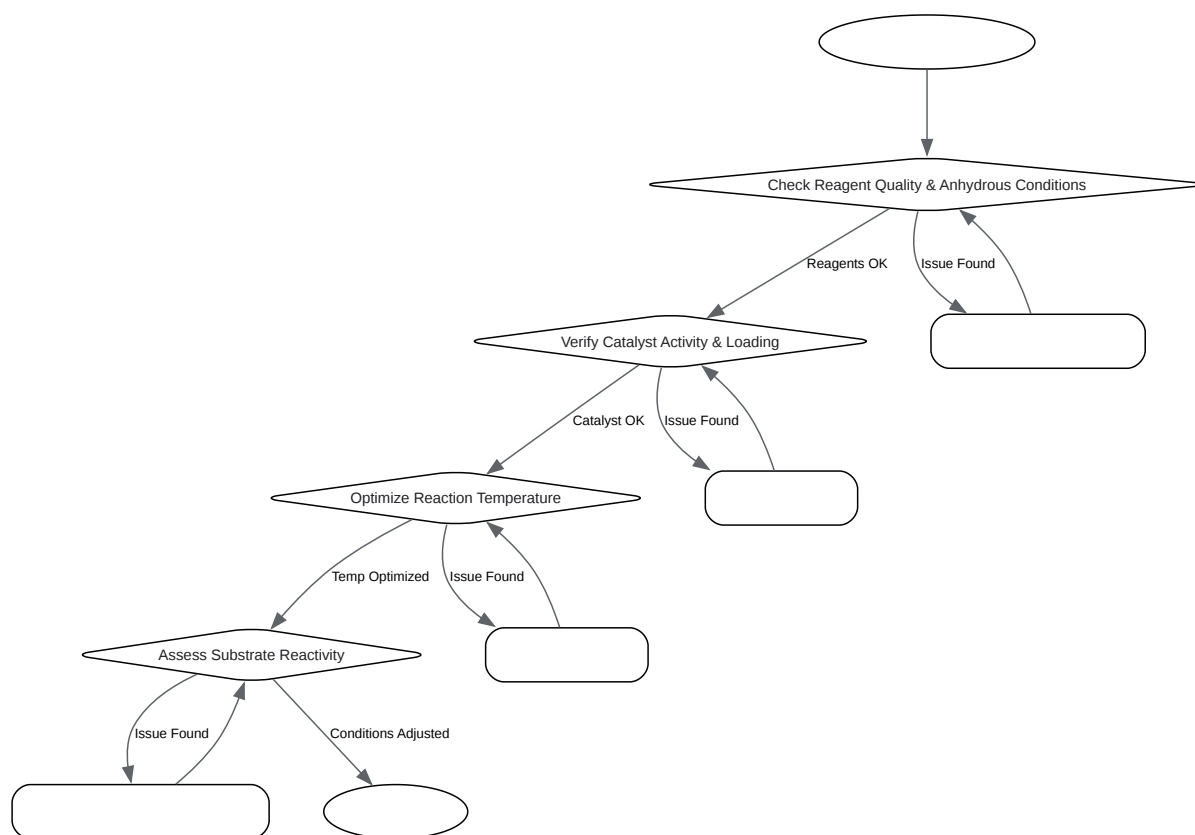 Check Reagent Quality & Anhydrous Conditions
Reagents OK
Issue Found
Verify Catalyst Activity & Loading
Catalyst OK
Issue Found
Optimize Reaction Temperature
Temp Optimized
Issue Found
Assess Substrate Reactivity
Issue Found
Conditions Adjusted